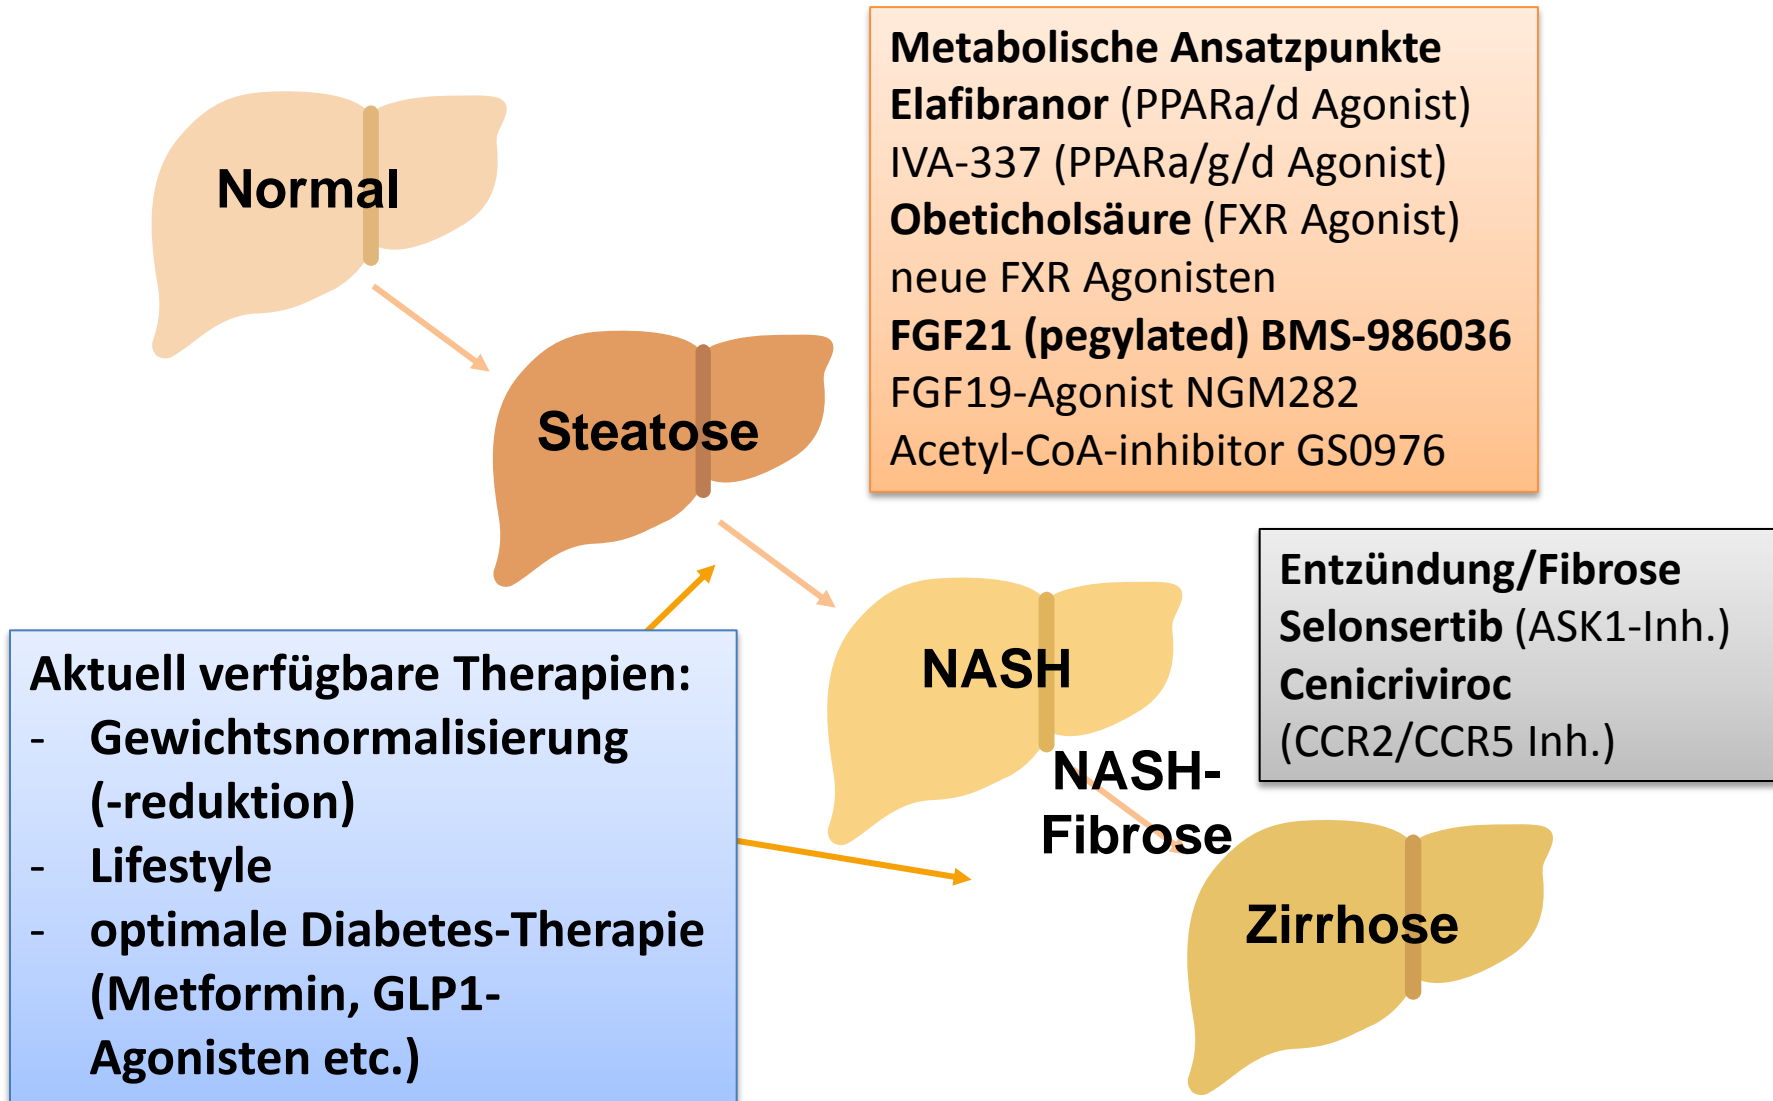 Metabolische Ansatzpunkte
Elafibranor (PPARa/d Agonist)
IVA-337 (PPARa/g/d Agonist)
Obeticholsäure (FXR Agonist)
neue FXR Agonisten
FGF21 (pegylated) BMS-986036
FGF19-Agonist NGM282
Acetyl-CoA-inhibitor GS0976
Normal
Steatose
NASH
NASH-
Fibrose
Zirrhose
Entzündung/Fibrose
Selonsertib (ASK1-Inh.)
Cenicriviroc
(CCR2/CCR5 Inh.)
Aktuell verfügbare Therapien:
- Gewichtsnormalisierung
(-reduktion)
- Lifestyle
- optimale Diabetes-Therapie
(Metformin, GLP1-
Agonisten etc.)